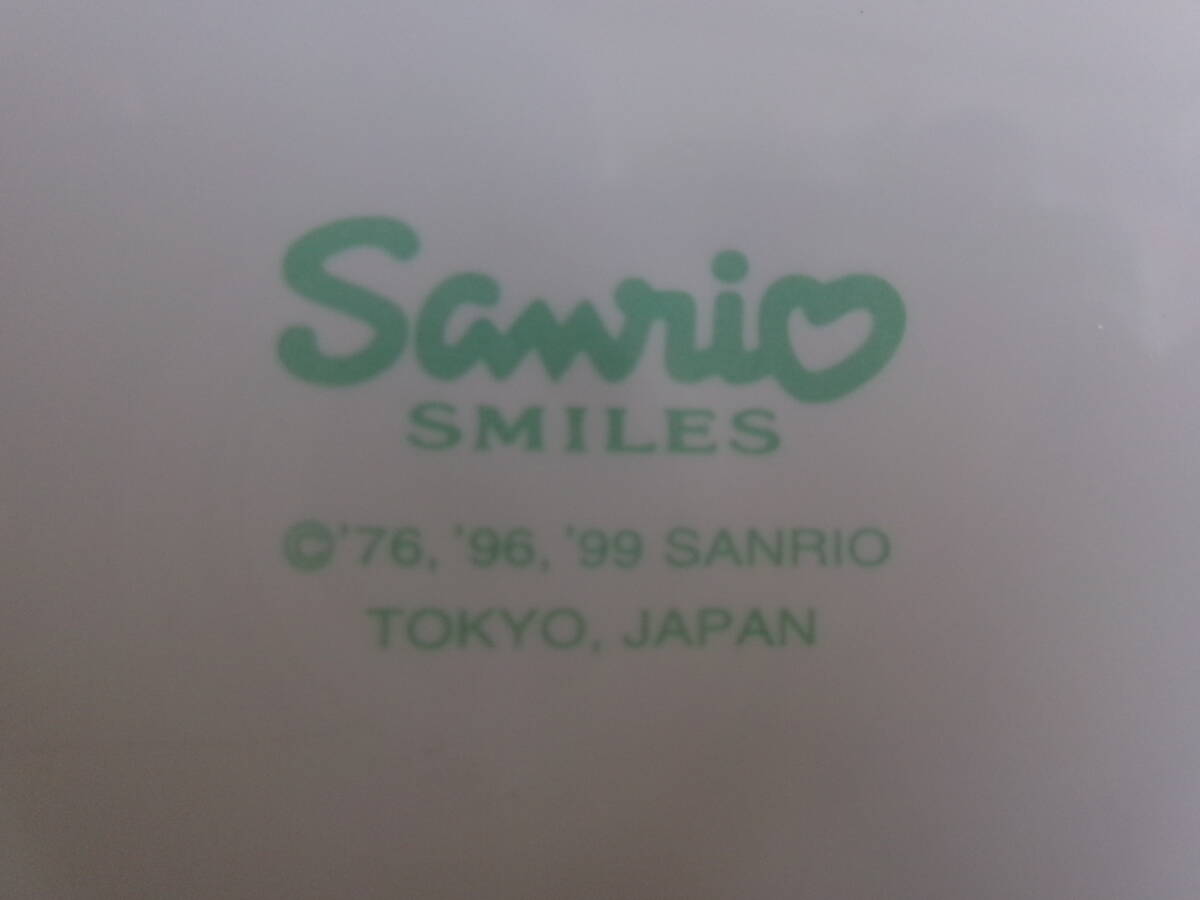 Sanrio
SMILES
©'76, '96, '99 SANRIO
TOKYO, JAPAN